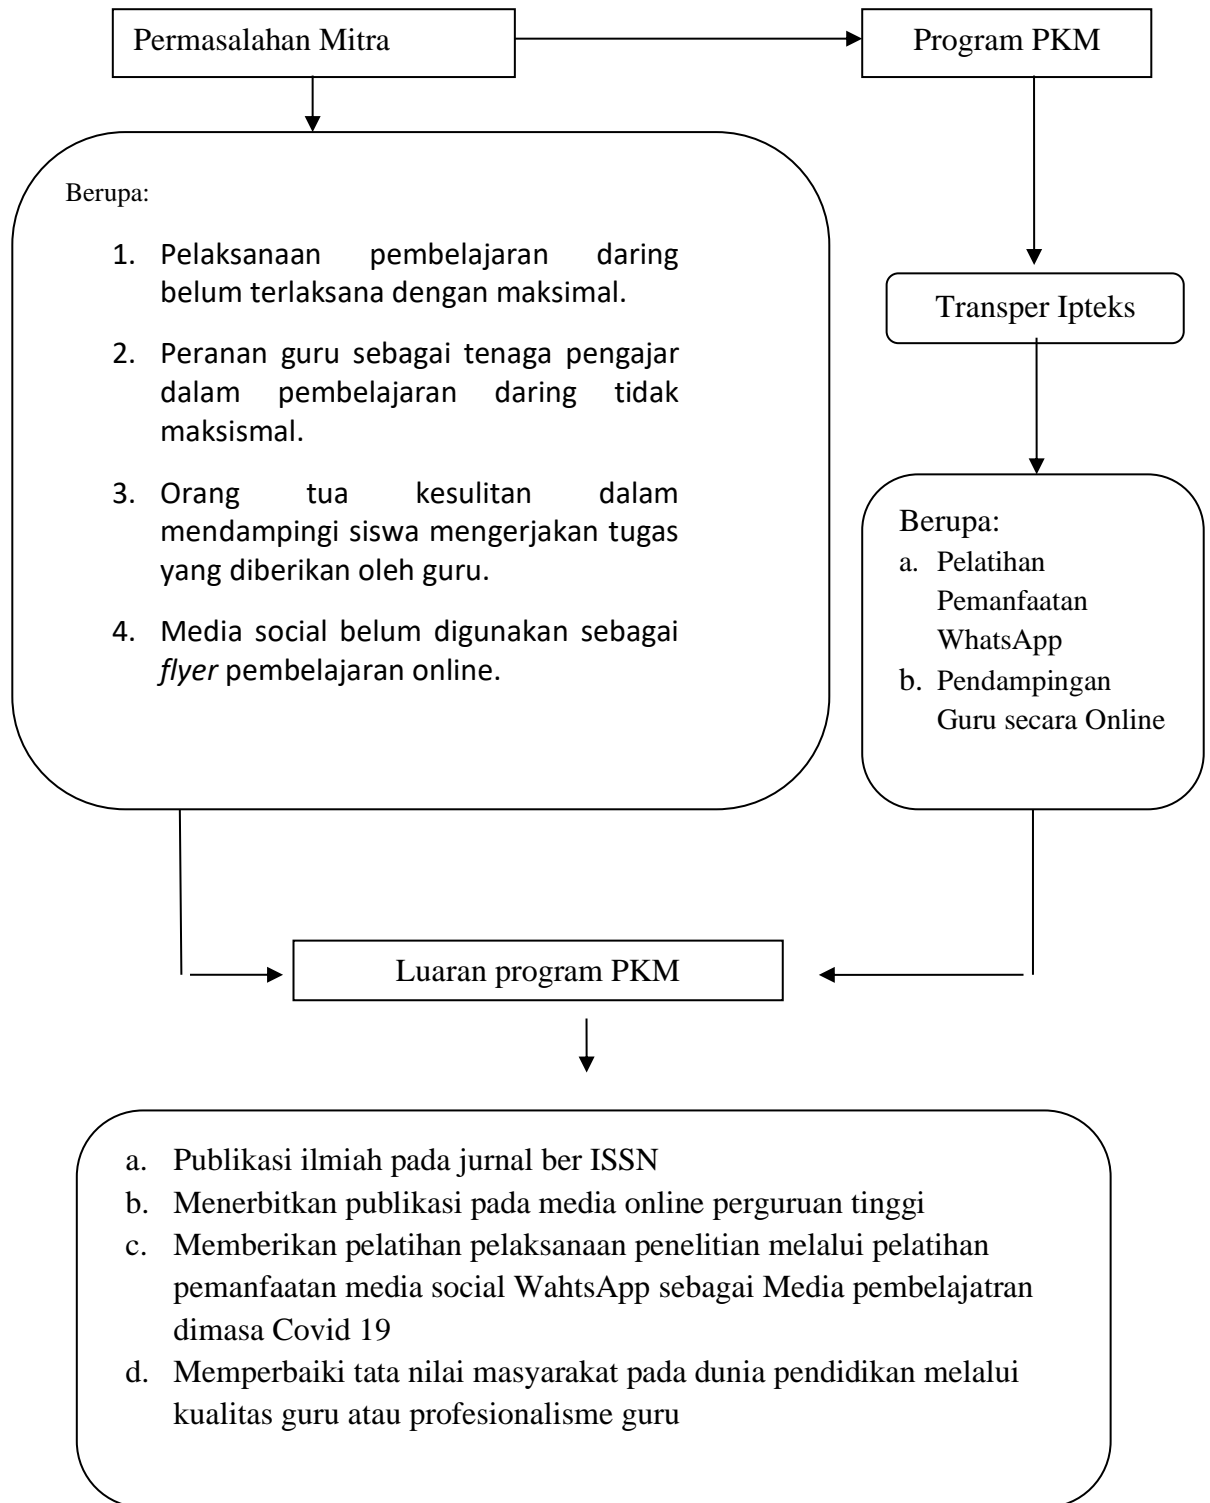 Permasalahan Mitra
Program PKM
Berupa:
1. Pelaksanaan pembelajaran daring
belum terlaksana dengan maksimal.
2. Peranan guru sebagai tenaga pengajar
dalam pembelajaran daring tidak
maksismal.
3. Orang tua kesulitan dalam
mendampingi siswa mengerjakan tugas
yang diberikan oleh guru.
4. Media social belum digunakan sebagai
flyer pembelajaran online.
Transper Ipteks
Berupa:
a. Pelatihan
Pemanfaatan
WhatsApp
b. Pendampingan
Guru secara Online
Luaran program PKM
a. Publikasi ilmiah pada jurnal ber ISSN
b. Menerbitkan publikasi pada media online perguruan tinggi
c. Memberikan pelatihan pelaksanaan penelitian melalui pelatihan
pemanfaatan media social WahtsApp sebagai Media pembelajatran
dimasa Covid 19
d. Memperbaiki tata nilai masyarakat pada dunia pendidikan melalui
kualitas guru atau profesionalisme guru